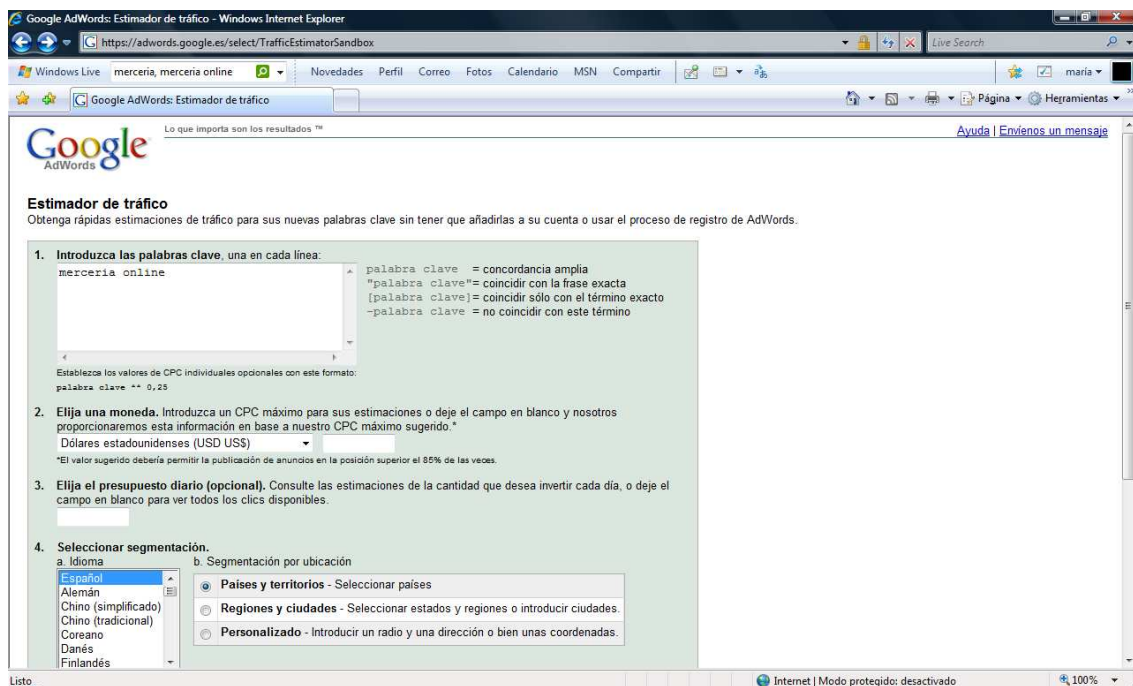 Google AdWords: Estimador de tráfico - Windows Internet Explorer
https://adwords.google.es/select/TrafficEstimatorSandbox
Live Search
Windows Live merceria, merceria online Novedades Perfil Correo Fotos Calendario MSN Compartir maria
Google AdWords: Estimador de tráfico Página Herramientas
Lo que importa son los resultados ™
Ayuda | Envíenos un mensaje
Google
AdWords
Estimador de tráfico
Obtenga rápidas estimaciones de tráfico para sus nuevas palabras clave sin tener que añadirlas a su cuenta o usar el proceso de registro de AdWords.
1. Introduzca las palabras clave, una en cada línea:
merceria online
palabra clave = concordancia amplia
"palabra clave"= coincidir con la frase exacta
[palabra clave]= coincidir sólo con el término exacto
-palabra clave = no coincidir con este término
Establezca los valores de CPC individuales opcionales con este formato:
palabra clave ** 0,25
2. Elija una moneda. Introduzca un CPC máximo para sus estimaciones o deje el campo en blanco y nosotros
proporcionaremos esta información en base a nuestro CPC máximo sugerido.*
Dólares estadounidenses (USD US$)
*El valor sugerido debería permitir la publicación de anuncios en la posición superior el 85% de las veces.
3. Elija el presupuesto diario (opcional). Consulte las estimaciones de la cantidad que desea invertir cada día, o deje el
campo en blanco para ver todos los clics disponibles.
4. Seleccionar segmentación.
a. Idioma
b. Segmentación por ubicación
Español
Alemán
Chino (simplificado)
Chino (tradicional)
Coreano
Danés
Finlandés
Países y territorios - Seleccionar países
Regiones y ciudades - Seleccionar estados y regiones o introducir ciudades.
Personalizado - Introducir un radio y una dirección o bien unas coordenadas.
Listo
Internet | Modo protegido: desactivado
100%